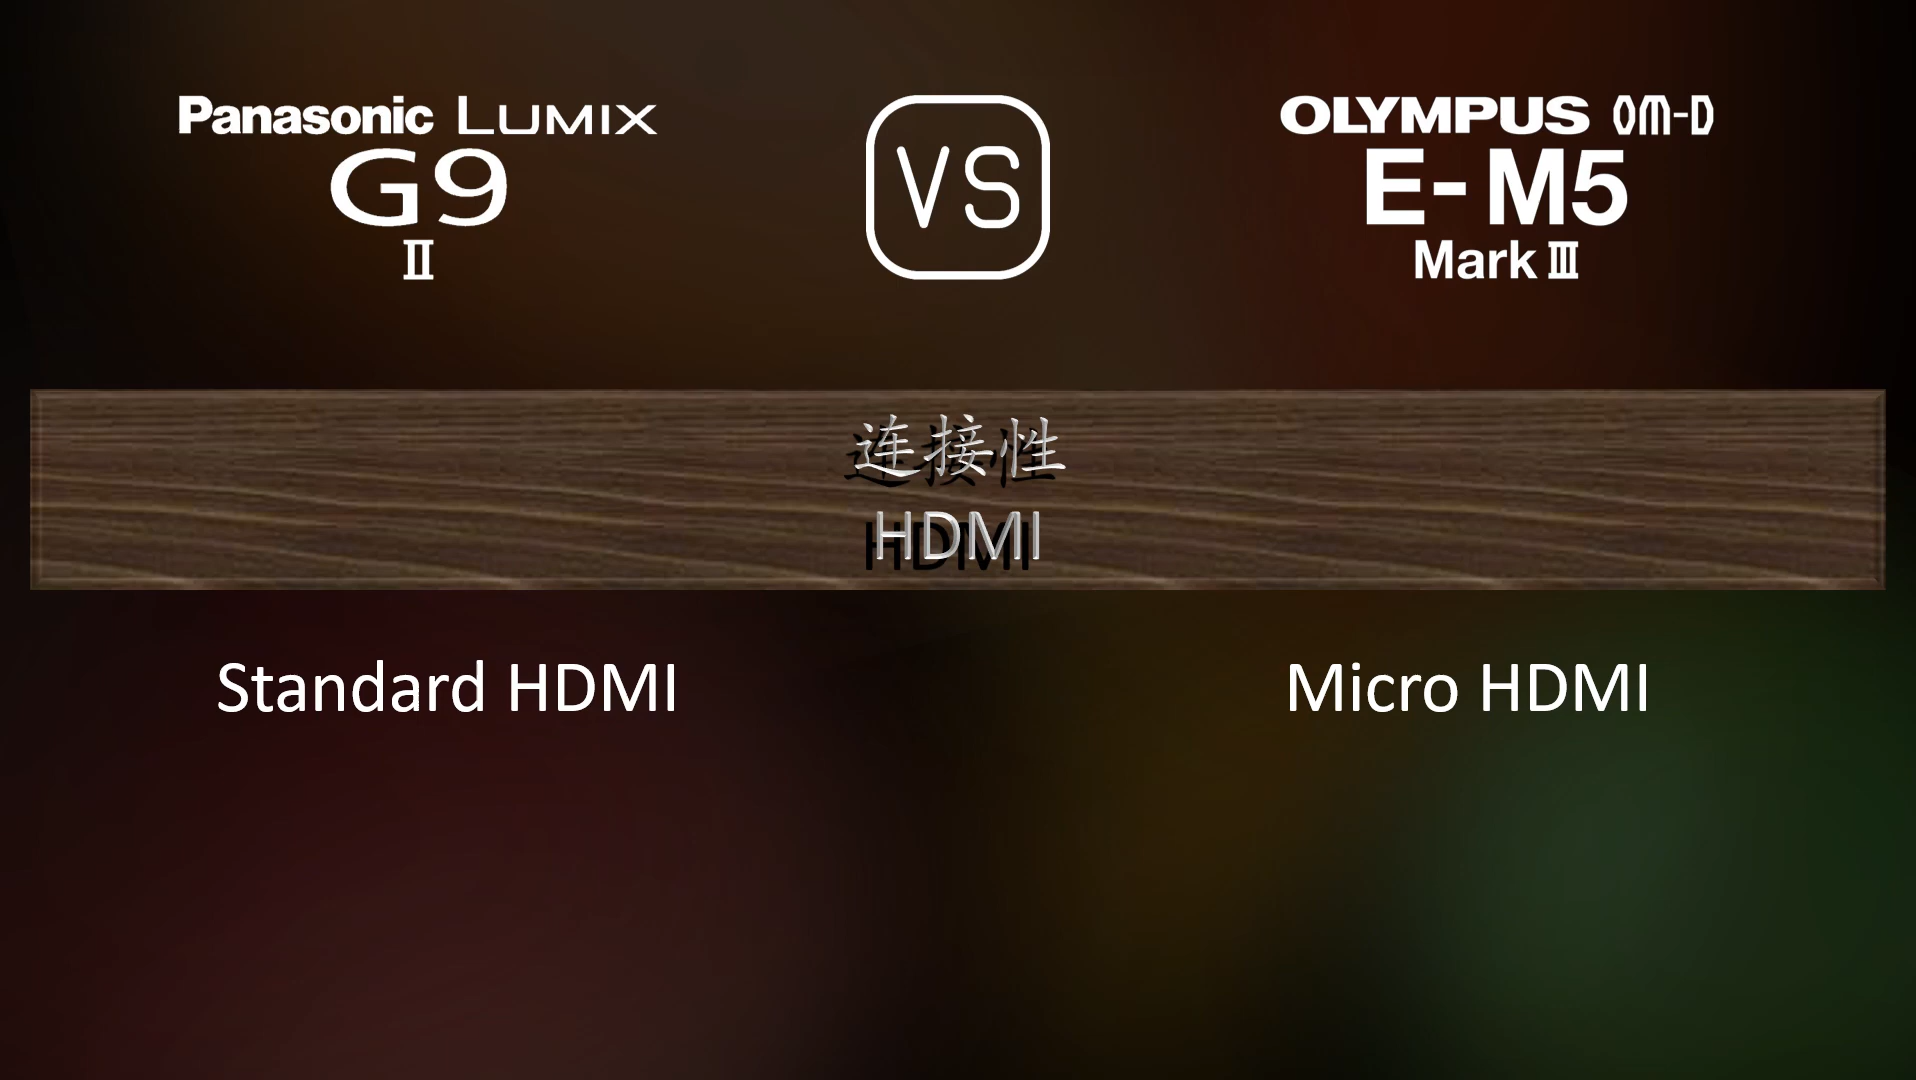 Panasonic LUMIX
G9
II
VS
OLYMPUS OM-D
E-M5
Mark III
连接性
HDMI
Standard HDMI
Micro HDMI